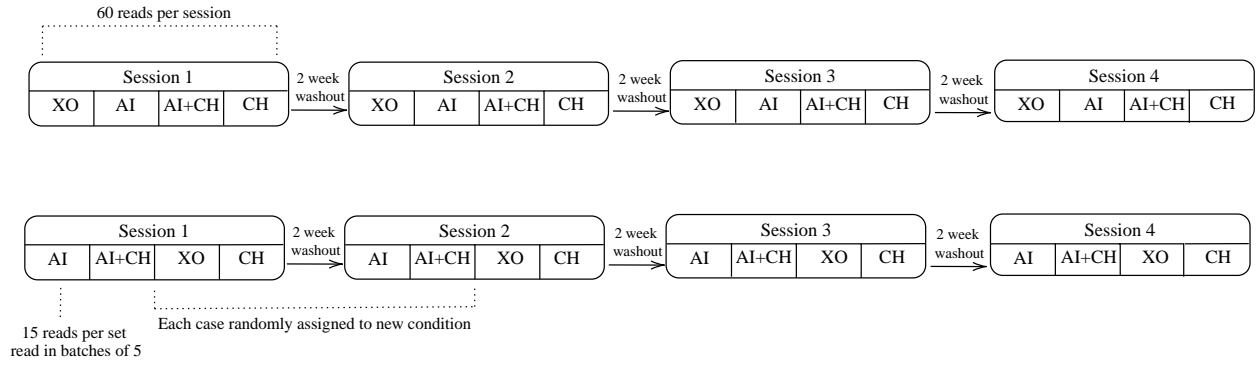 60 reads per session
Session 1
XO AI AI+CH CH
2 week
washout
Session 2
XO AI AI+CH CH
2 week
washout
Session 3
XO AI AI+CH CH
2 week
washout
Session 4
XO AI AI+CH CH
Session 1
AI AI+CH XO CH
2 week
washout
Session 2
AI AI+CH XO CH
2 week
washout
Session 3
AI AI+CH XO CH
2 week
washout
Session 4
AI AI+CH XO CH
15 reads per set
read in batches of 5
Each case randomly assigned to new condition